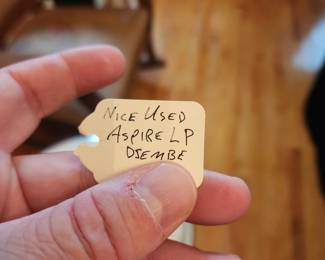 NICE USED
ASPIRE LP
DJEMBE